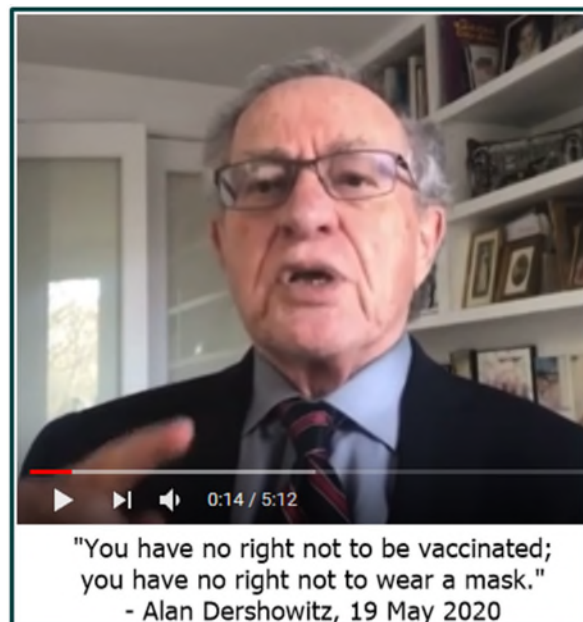 0:14 / 5:12
"You have no right not to be vaccinated;
you have no right not to wear a mask."
- Alan Dershowitz, 19 May 2020